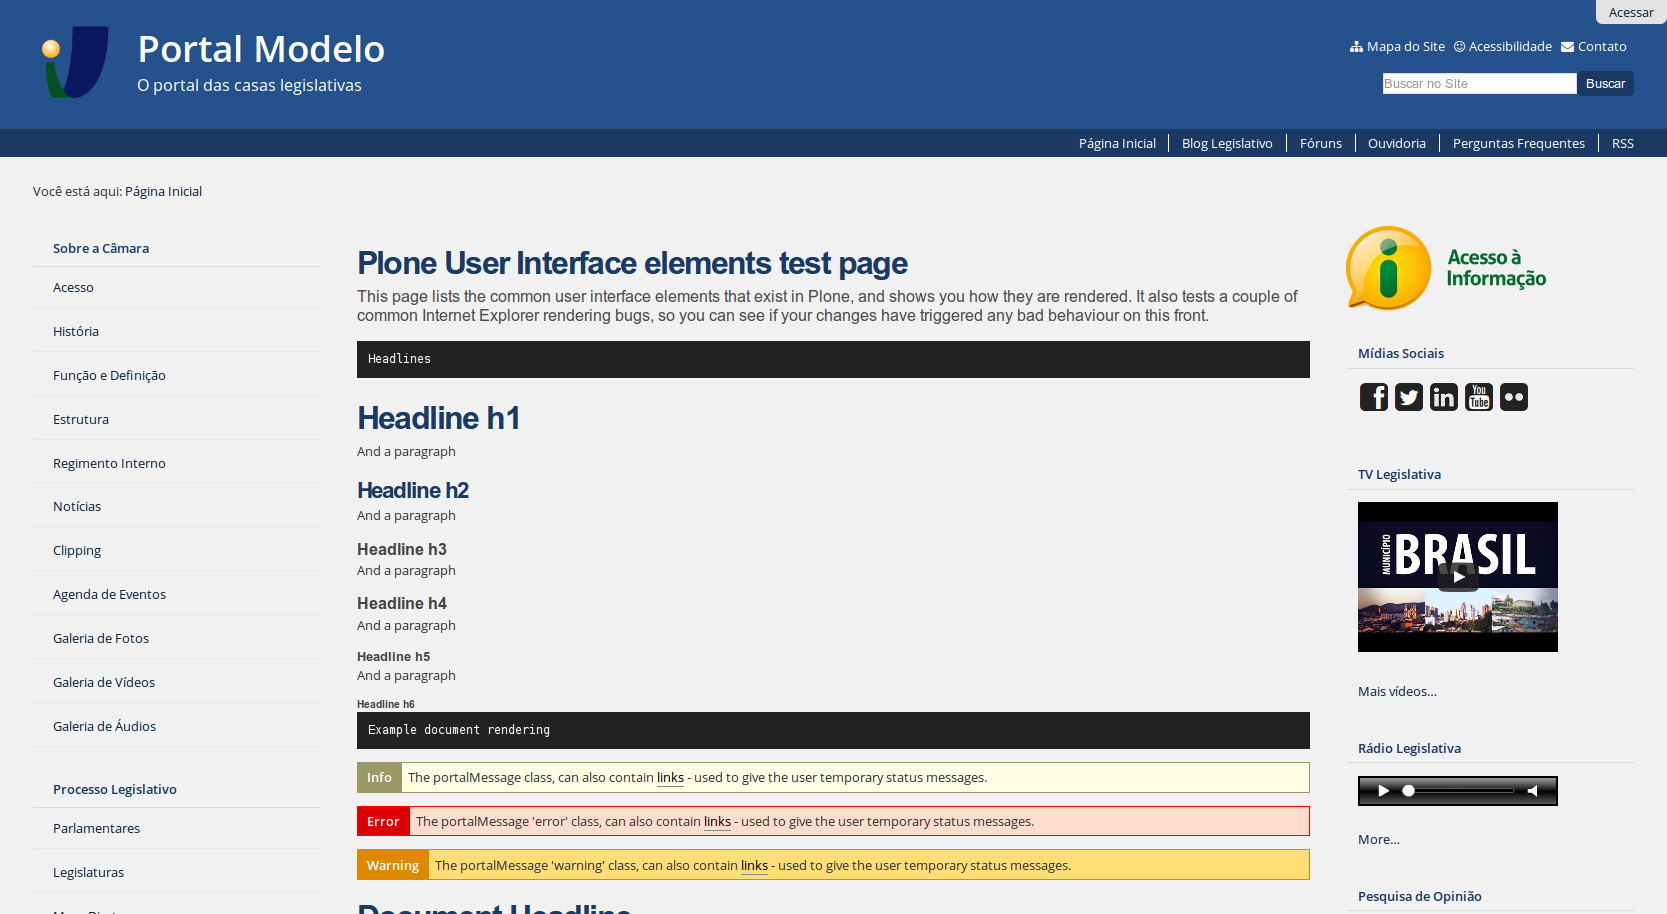 Acessar
Portal Modelo
O portal das casas legislativas
Mapa do Site Acessibilidade Contato
Buscar no Site Buscar
Página Inicial Blog Legislativo Fóruns Ouvidoria Perguntas Frequentes RSS
Você está aqui: Página Inicial
Sobre a Câmara
Acesso
História
Função e Definição
Estrutura
Regimento Interno
Notícias
Clipping
Agenda de Eventos
Galeria de Fotos
Galeria de Vídeos
Galeria de Áudios
Processo Legislativo
Parlamentares
Legislaturas
Plone User Interface elements test page
This page lists the common user interface elements that exist in Plone, and shows you how they are rendered. It also tests a couple of
common Internet Explorer rendering bugs, so you can see if your changes have triggered any bad behaviour on this front.
Headlines
Headline h1
And a paragraph
Headline h2
And a paragraph
Headline h3
And a paragraph
Headline h4
And a paragraph
Headline h5
And a paragraph
Headline h6
Example document rendering
Info The portalMessage class, can also contain links - used to give the user temporary status messages.
Error The portalMessage 'error' class, can also contain links - used to give the user temporary status messages.
Warning The portalMessage 'warning' class, can also contain links - used to give the user temporary status messages.
Document Headline
Acesso à
Informação
Mídias Sociais
You
Tube
in
TV Legislativa
MUNICÍPIO
BRASIL
Mais vídeos...
Rádio Legislativa
More...
Pesquisa de Opinião